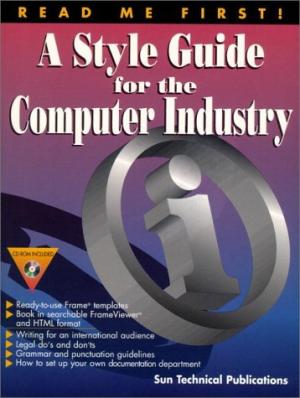 READ ME FIRST!
A Style Guide
for the
Computer Industry
i
CD-ROM INCLUDED
Ready-to-use Frame® templates
Book in searchable FrameViewer®
and HTML format
Writing for an international audience
Legal do's and don'ts
Grammar and punctuation guidelines
How to set up your own documentation department
Sun Technical Publications